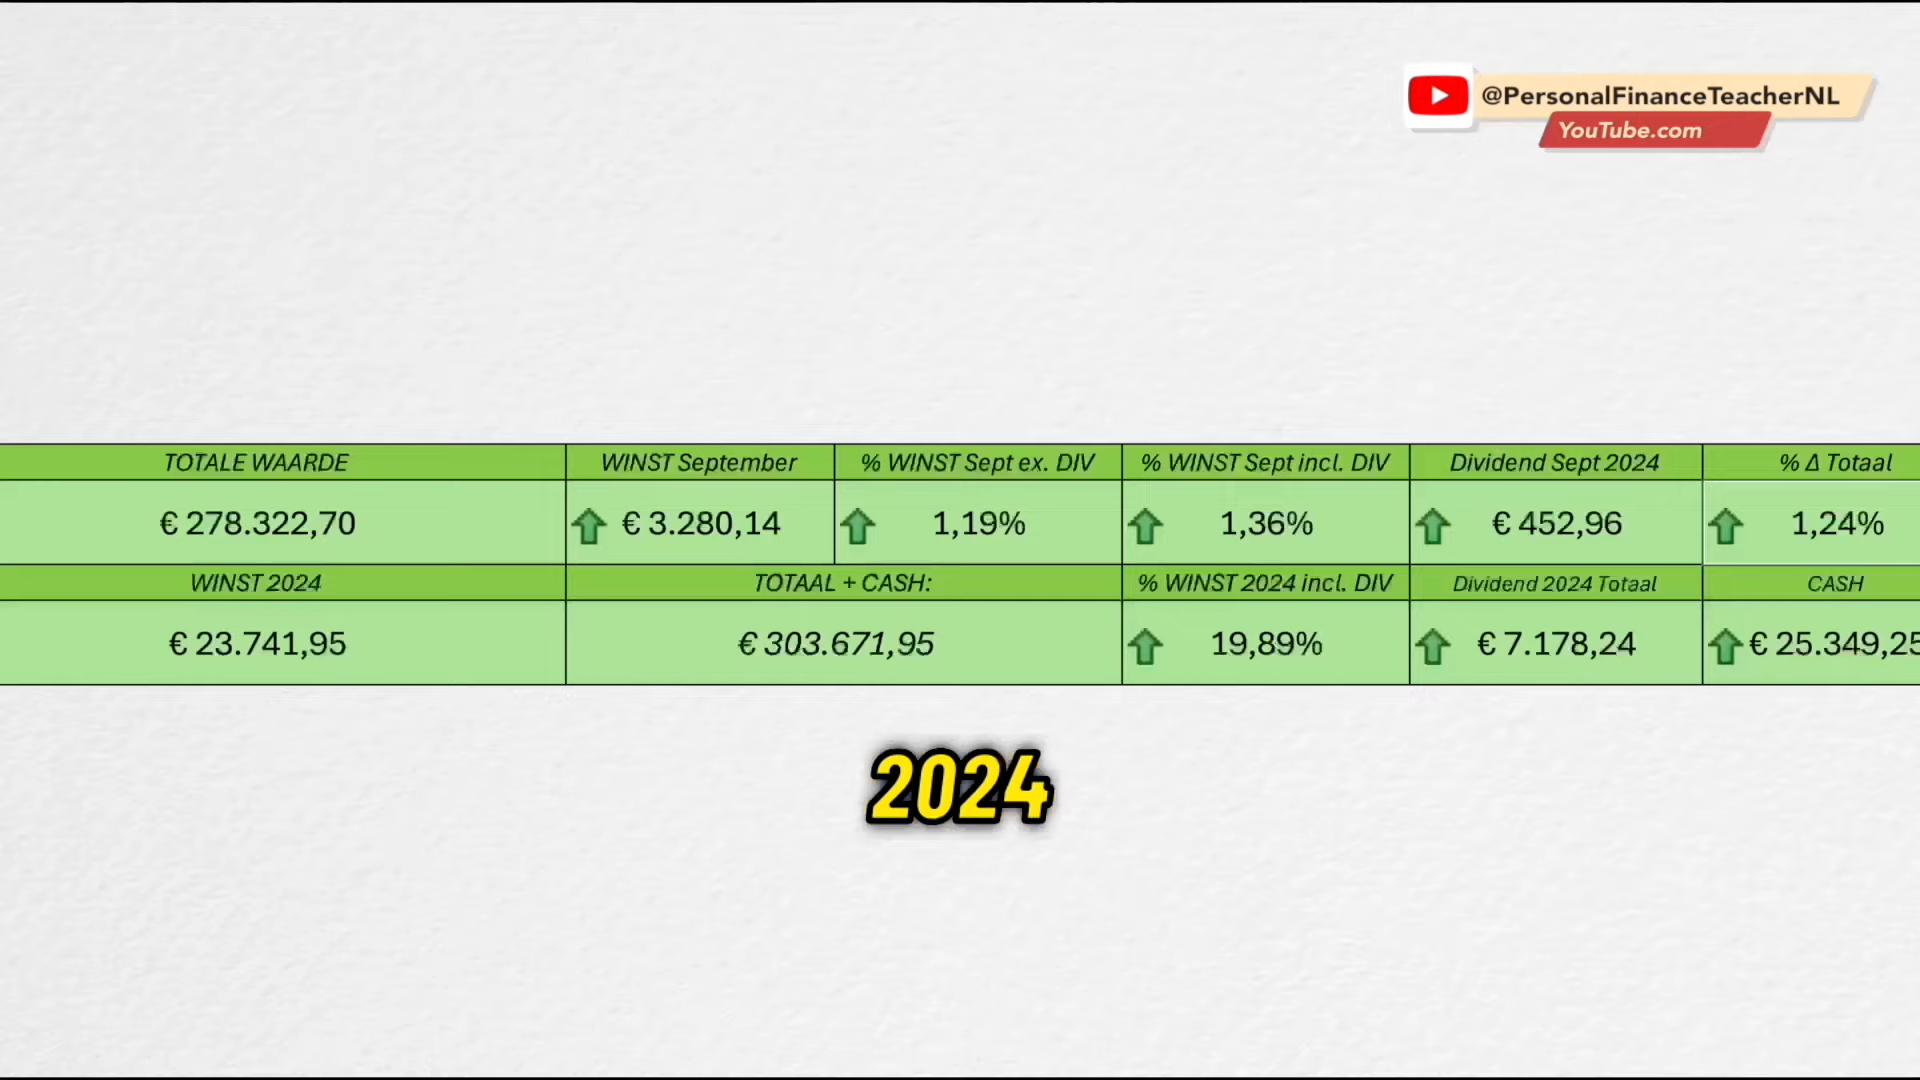 @PersonalFinanceTeacherNL
YouTube.com
TOTALE WAARDE WINST September % WINST Sept ex. DIV % WINST Sept incl. DIV Dividend Sept 2024 % Δ Totaal
€ 278.322,70 € 3.280,14 1,19% 1,36% € 452,96 1,24%
WINST 2024 TOTAAL + CASH: % WINST 2024 incl. DIV Dividend 2024 Totaal CASH
€ 23.741,95 € 303.671,95 19,89% € 7.178,24 € 25.349,25
2024